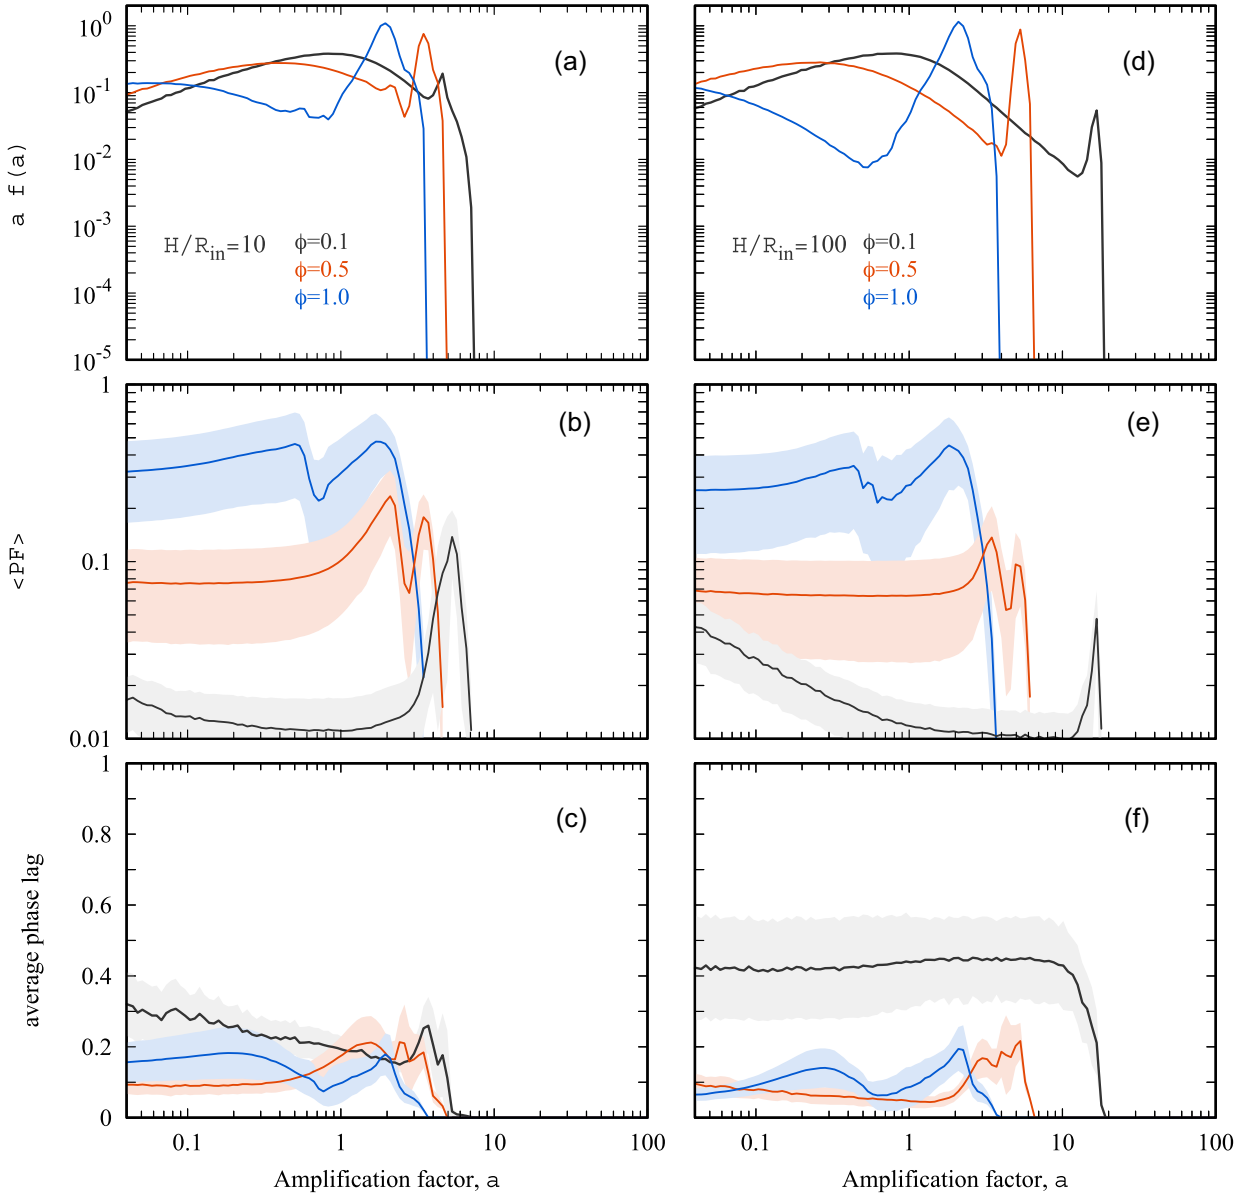 10^0
10^-1
10^-2
10^-3
10^-4
10^-5
a f(a)
(a)
H/R_in=10
ϕ=0.1
ϕ=0.5
ϕ=1.0
(d)
H/R_in=100
ϕ=0.1
ϕ=0.5
ϕ=1.0
1
0.1
0.01
<PF>
(b)
(e)
1
0.8
0.6
0.4
0.2
0
average phase lag
(c)
(f)
0.1 1 10 100
0.1 1 10 100
Amplification factor, a
Amplification factor, a